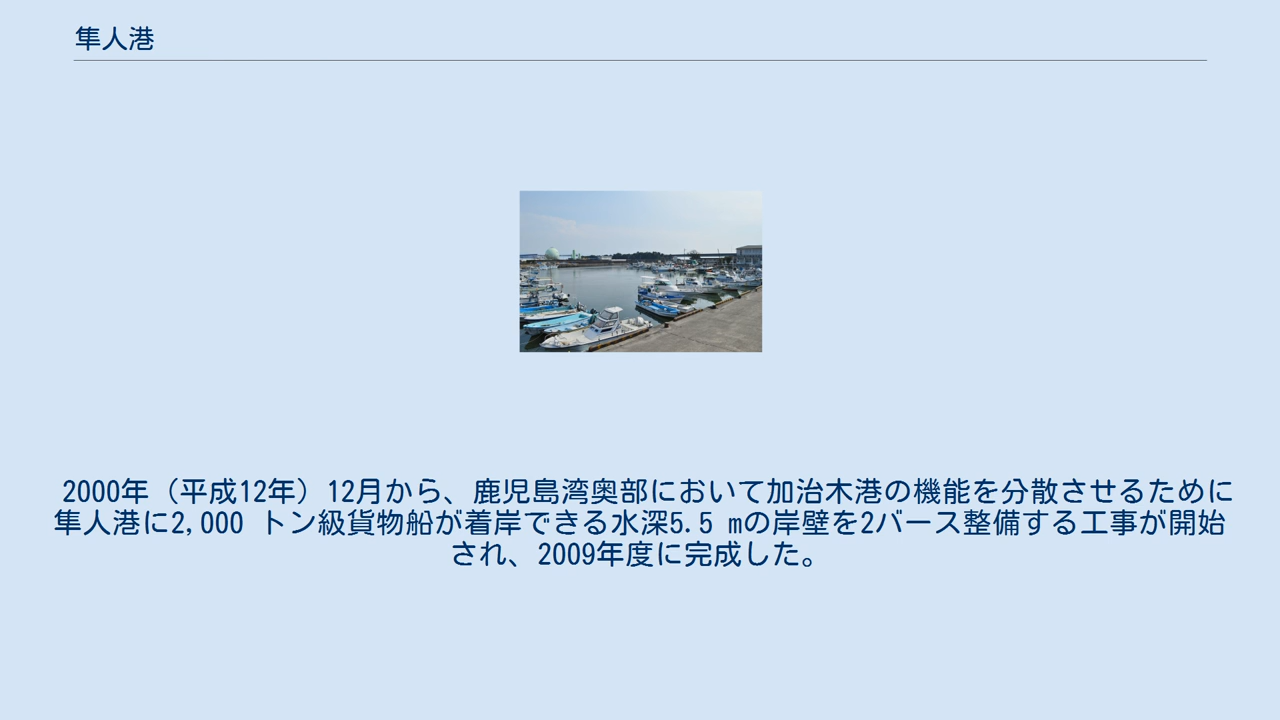 隼人港
2000年（平成12年）12月から、鹿児島湾奥部において加治木港の機能を分散させるために
隼人港に2,000 トン級貨物船が着岸できる水深5.5 mの岸壁を2バース整備する工事が開始
され、2009年度に完成した。